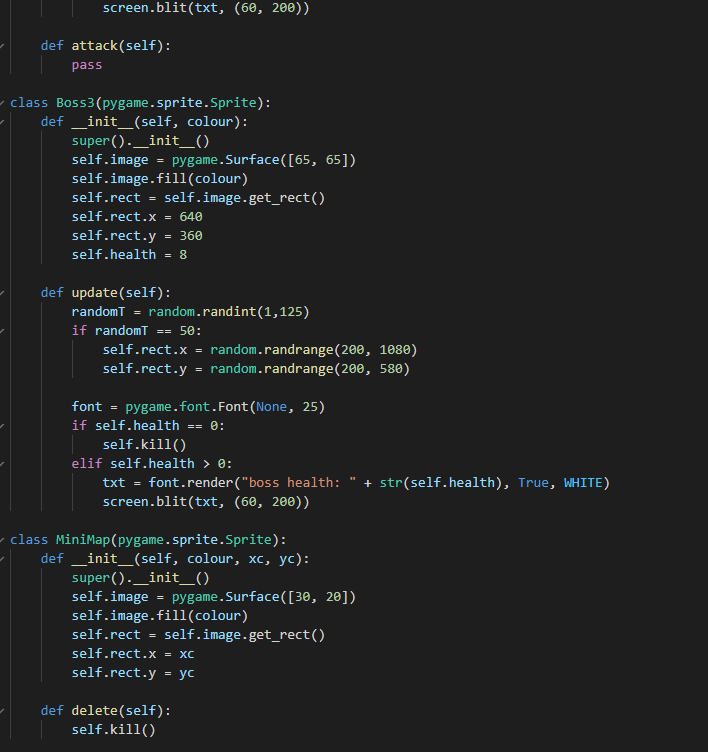 screen.blit(txt, (60, 200))

    def attack(self):
        pass

class Boss3(pygame.sprite.Sprite):
    def __init__(self, colour):
        super().__init__()
        self.image = pygame.Surface([65, 65])
        self.image.fill(colour)
        self.rect = self.image.get_rect()
        self.rect.x = 640
        self.rect.y = 360
        self.health = 8

    def update(self):
        randomT = random.randint(1,125)
        if randomT == 50:
            self.rect.x = random.randrange(200, 1080)
            self.rect.y = random.randrange(200, 580)

        font = pygame.font.Font(None, 25)
        if self.health == 0:
            self.kill()
        elif self.health > 0:
            txt = font.render("boss health: " + str(self.health), True, WHITE)
            screen.blit(txt, (60, 200))

class MiniMap(pygame.sprite.Sprite):
    def __init__(self, colour, xc, yc):
        super().__init__()
        self.image = pygame.Surface([30, 20])
        self.image.fill(colour)
        self.rect = self.image.get_rect()
        self.rect.x = xc
        self.rect.y = yc

    def delete(self):
        self.kill()